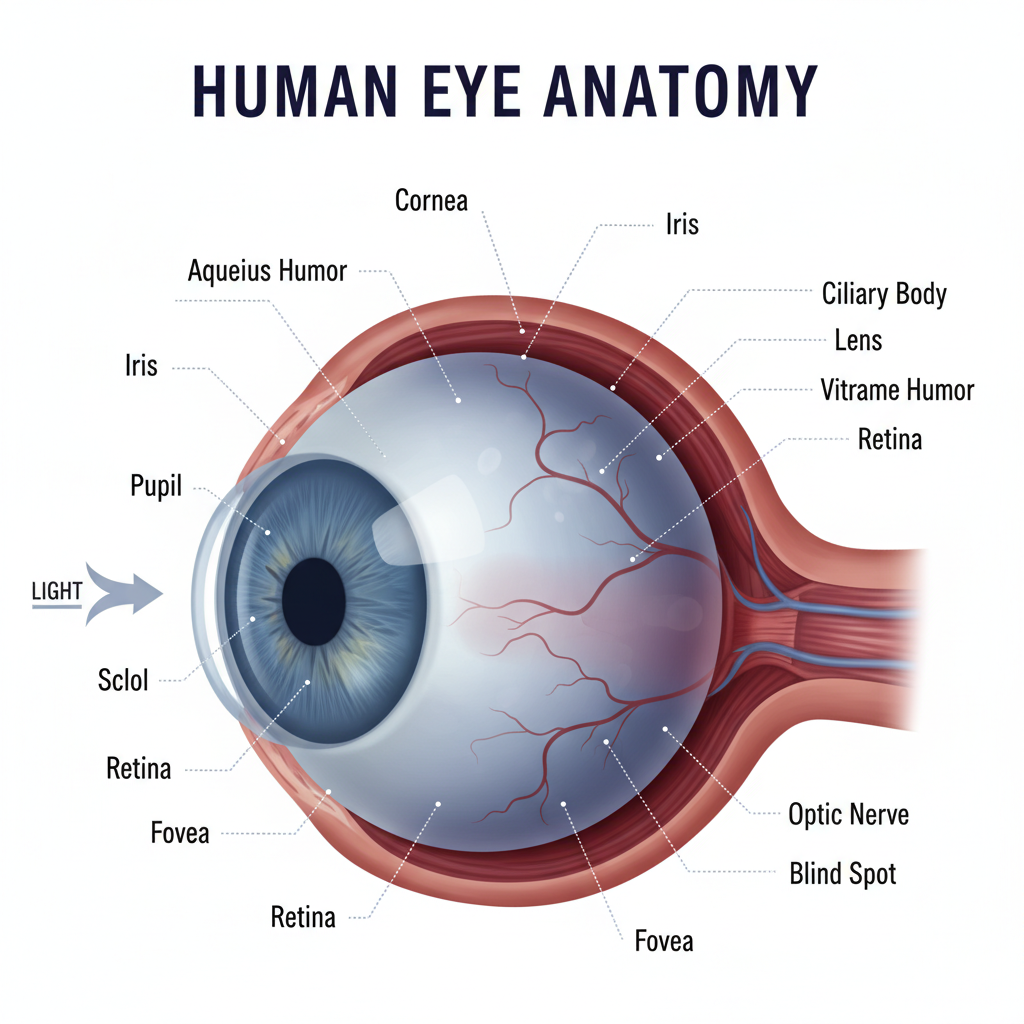 HUMAN EYE ANATOMY
Cornea
Iris
Aqueius Humor
Ciliary Body
Lens
Iris
Vitrame Humor
Retina
Pupil
LIGHT
Sclol
Retina
Optic Nerve
Fovea
Blind Spot
Retina
Fovea